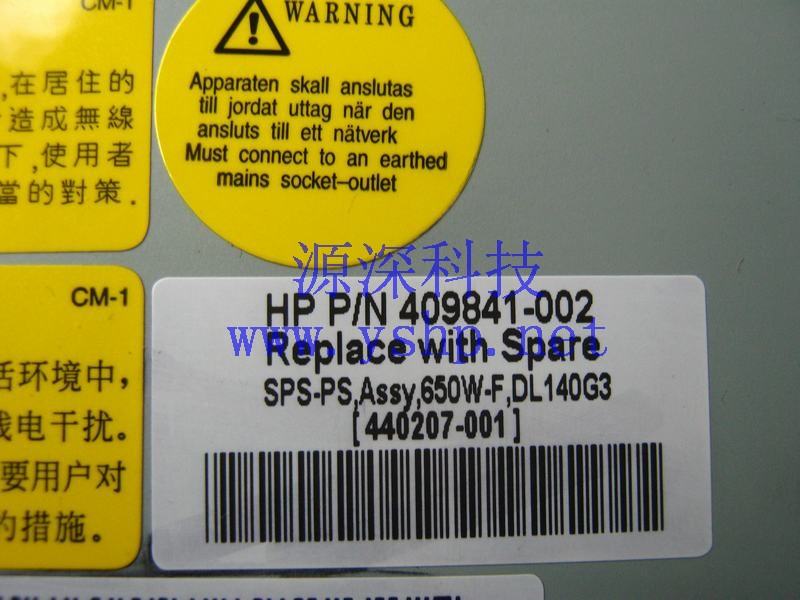 CM-1
,在居住的
造成無線
下,使用者
當的對策.
WARNING
Apparaten skall anslutas
till jordat uttag när den
ansluts till ett nätverk
Must connect to an earthed
mains socket-outlet
源深科技
www.yshp.net
CM-1
活环境中,
线电干扰。
要用户对
的措施。
HP P/N 409841-002
Replace with Spare
SPS-PS,Assy,650W-F,DL140G3
[ 440207-001 ]